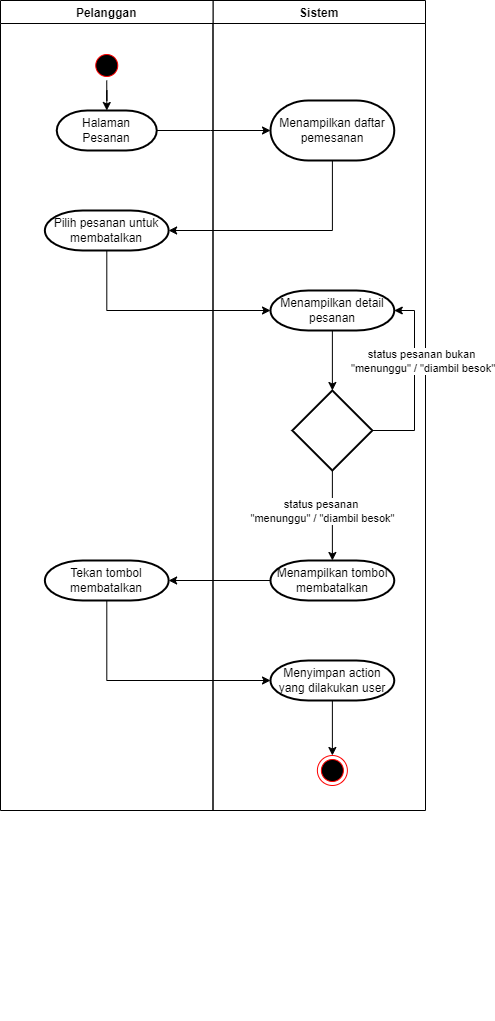 Pelanggan
Sistem
Halaman
Pesanan
Menampilkan daftar
pemesanan
Pilih pesanan untuk
membatalkan
Menampilkan detail
pesanan
status pesanan bukan
"menunggu" / "diambil besok"
status pesanan
"menunggu" / "diambil besok"
Tekan tombol
membatalkan
Menampilkan tombol
membatalkan
Menyimpan action
yang dilakukan user